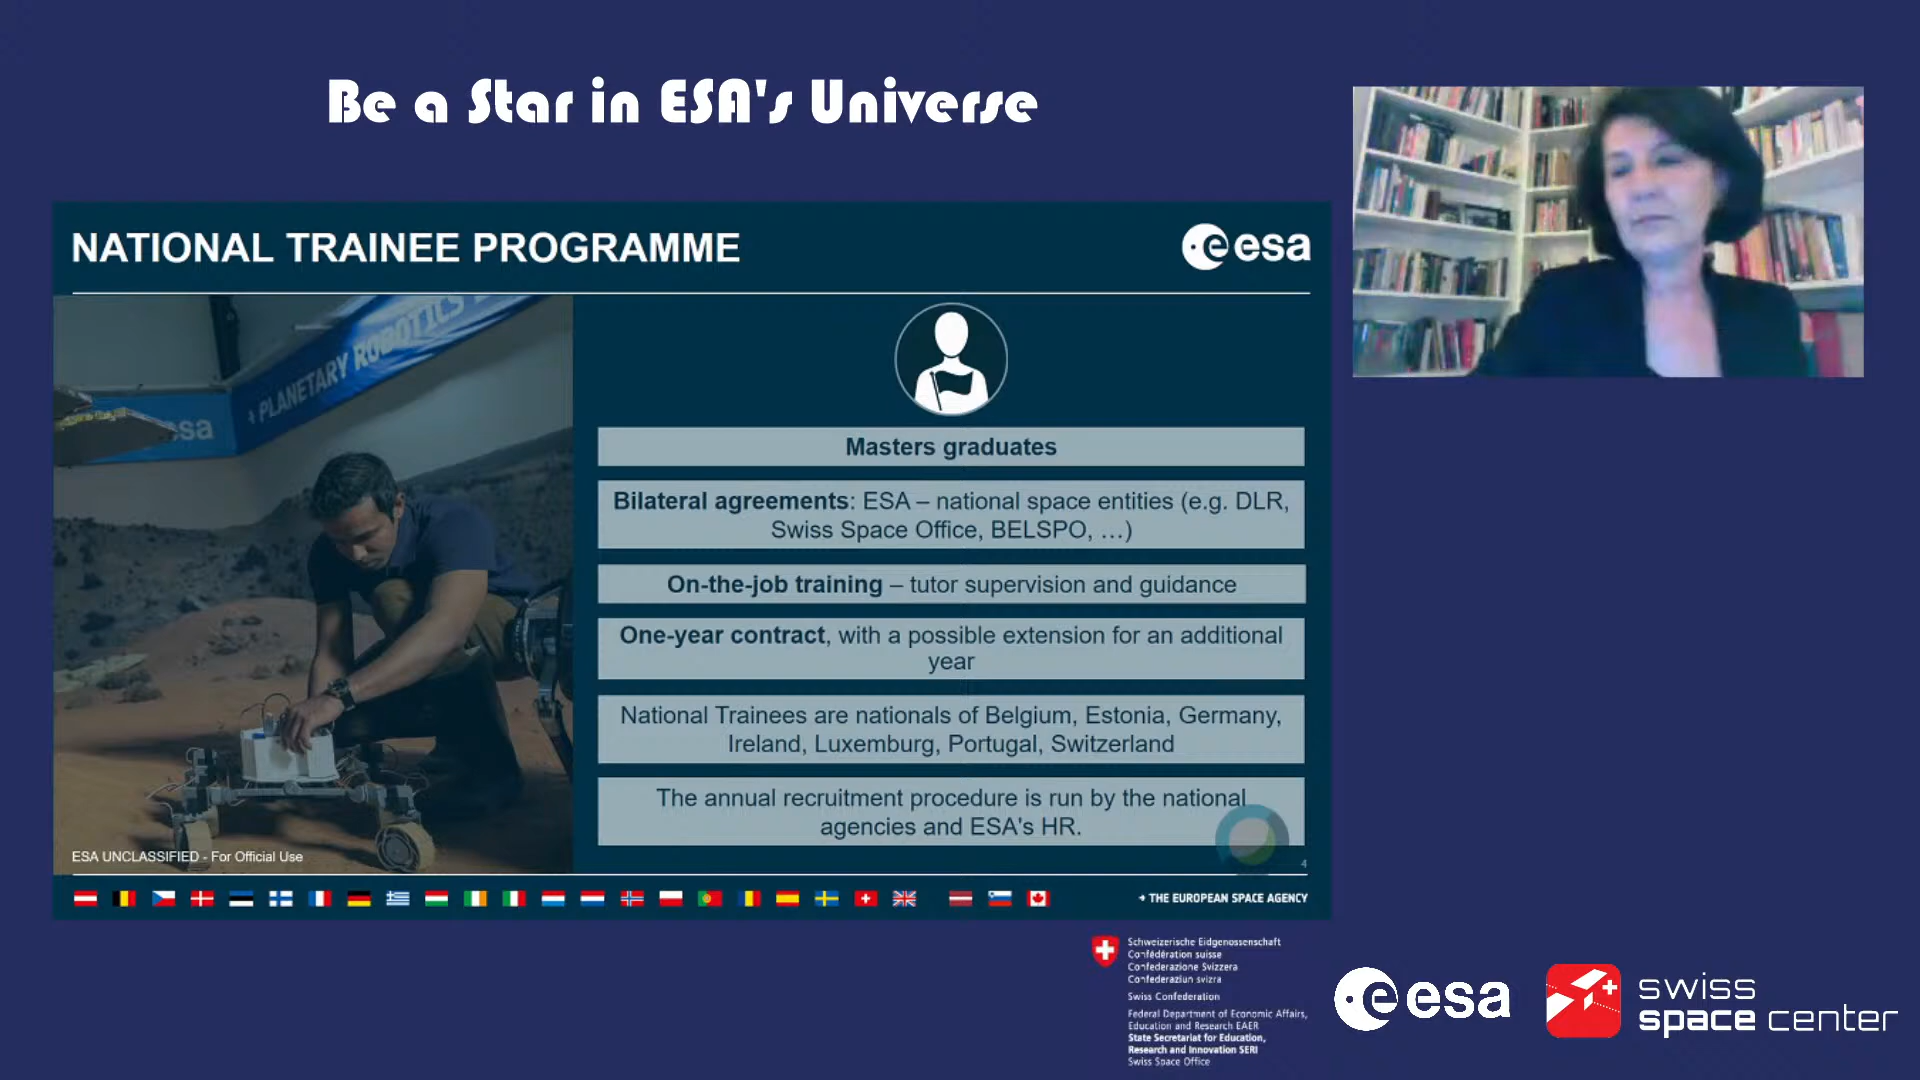 Be a Star in ESA's Universe
NATIONAL TRAINEE PROGRAMME
esa
→ PLANETARY ROBOTICS
esa
Masters graduates
Bilateral agreements: ESA – national space entities (e.g. DLR,
Swiss Space Office, BELSPO, …)
On-the-job training – tutor supervision and guidance
One-year contract, with a possible extension for an additional
year
National Trainees are nationals of Belgium, Estonia, Germany,
Ireland, Luxemburg, Portugal, Switzerland
The annual recruitment procedure is run by the national
agencies and ESA's HR.
ESA UNCLASSIFIED - For Official Use
4
→ THE EUROPEAN SPACE AGENCY
Schweizerische Eidgenossenschaft
Confédération suisse
Confederazione Svizzera
Confederaziun svizra
Swiss Confederation
Federal Department of Economic Affairs,
Education and Research EAER
State Secretariat for Education,
Research and Innovation SERI
Swiss Space Office
esa
swiss
space center